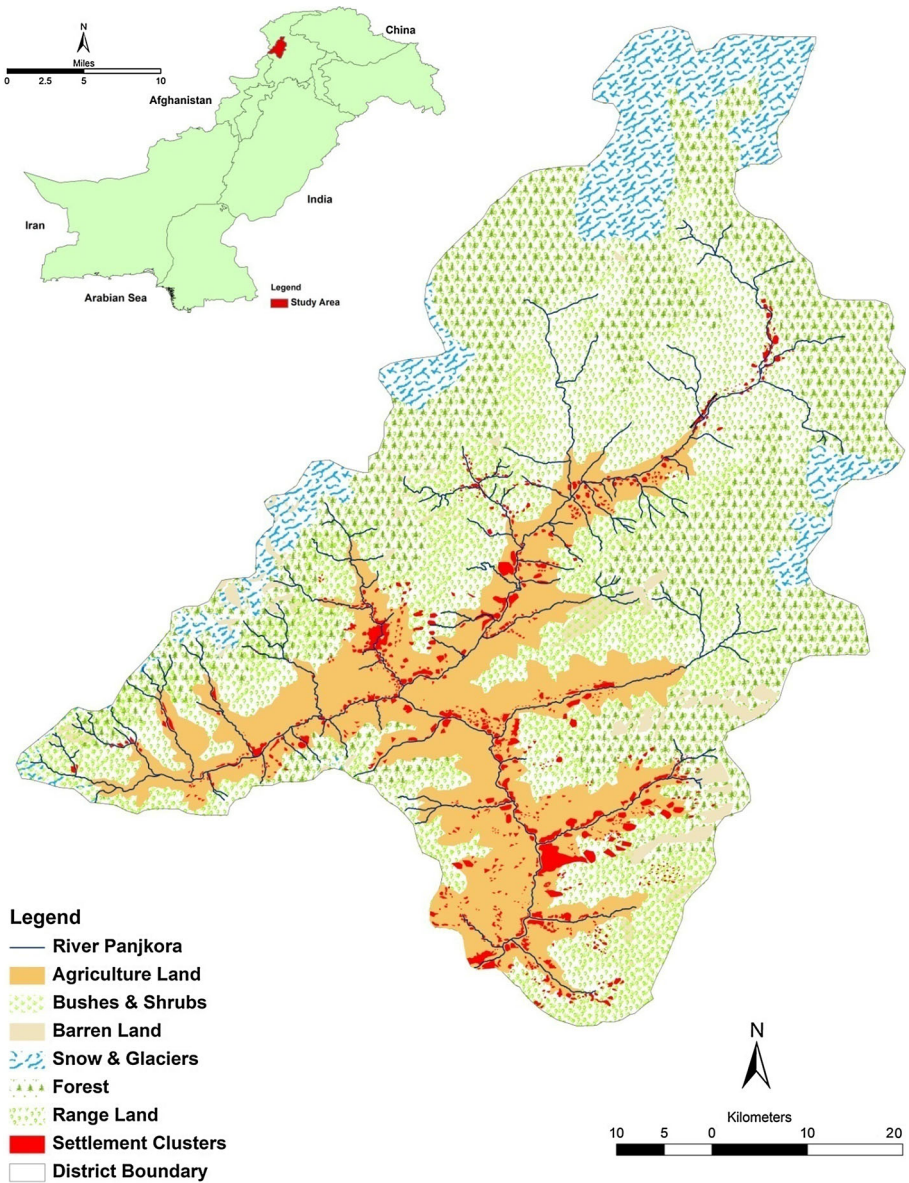 N
Miles
0 2.5 5 10
China
Afghanistan
India
Iran
Arabian Sea
Legend
Study Area
Legend
River Panjkora
Agriculture Land
Bushes & Shrubs
Barren Land
Snow & Glaciers
Forest
Range Land
Settlement Clusters
District Boundary
N
Kilometers
10 5 0 10 20